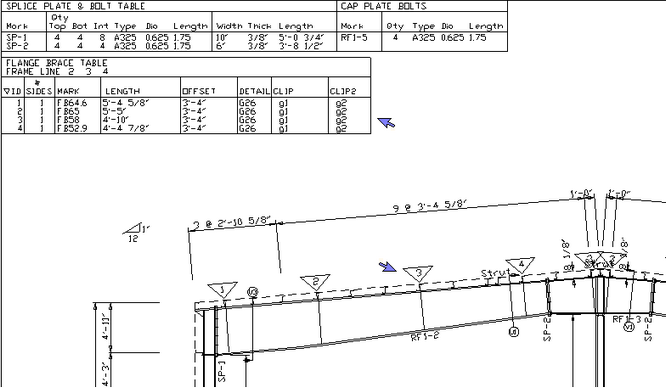 SPLICE PLATE & BOLT TABLE
Qty
Mark Top Bot Int Type Dia Length Width Thick Length
SP-1 4 4 8 A325 0.625 1.75 10" 3/8" 5'-0 3/4"
SP-2 4 4 4 A325 0.625 1.75 6" 3/8" 3'-8 1/2"
CAP PLATE BOLTS
Mark Qty Type Dia Length
RF1-5 4 A325 0.625 1.75
FLANGE BRACE TABLE
FRAME LINE 2 3 4
#
▽ID SIDES MARK LENGTH OFFSET DETAIL CLIP CLIP2
1 1 FB64.6 5'-4 5/8" 3'-4" G26 g1 g2
2 1 FB65 5'-5" 3'-4" G26 g1 g2
3 1 FB58 4'-10" 3'-4" G26 g1 g2
4 1 FB52.9 4'-4 7/8" 3'-4" G26 g1 g2
1'-0" 1'-0"
9 @ 3'-4 5/8"
3 @ 2'-10 5/8"
1"
12
8 1/8"
8 1/8"
Strut
Strut
1
2
3
4
4'-11"
4'-3"
SP-1
RF1-2
SP-2
RF1-3
SP-2